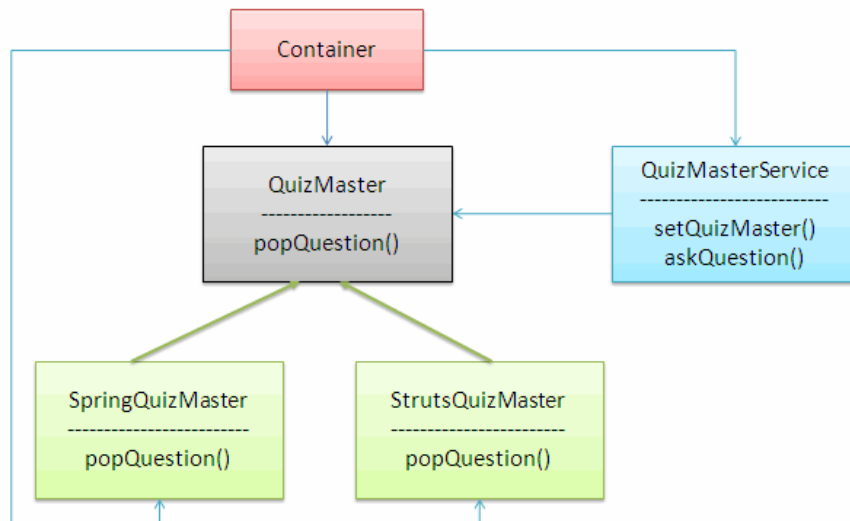 Container
QuizMaster
------------------
popQuestion()
QuizMasterService
--------------------------
setQuizMaster()
askQuestion()
SpringQuizMaster
-------------------------
popQuestion()
StrutsQuizMaster
------------------------
popQuestion()